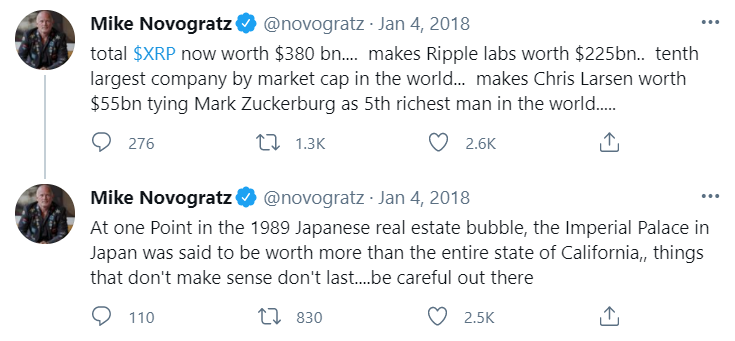 Mike Novogratz @novogratz · Jan 4, 2018
total $XRP now worth $380 bn.... makes Ripple labs worth $225bn.. tenth
largest company by market cap in the world... makes Chris Larsen worth
$55bn tying Mark Zuckerburg as 5th richest man in the world.....
276 1.3K 2.6K
Mike Novogratz @novogratz · Jan 4, 2018
At one Point in the 1989 Japanese real estate bubble, the Imperial Palace in
Japan was said to be worth more than the entire state of California,, things
that don't make sense don't last....be careful out there
110 830 2.5K